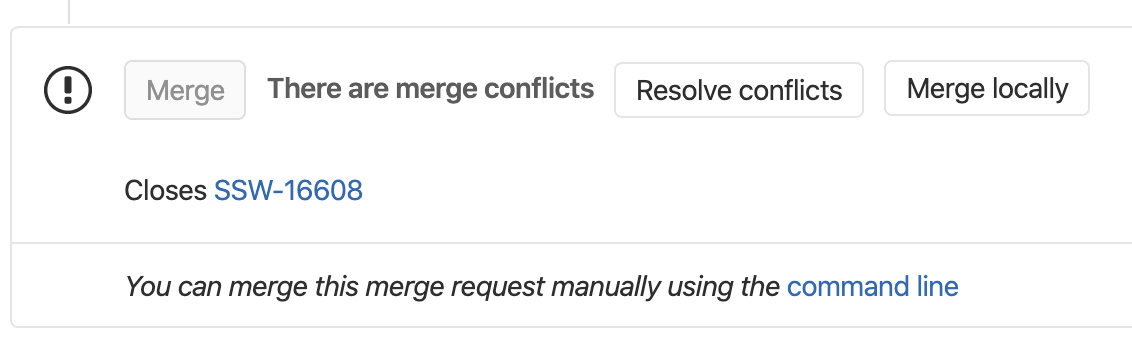 Merge There are merge conflicts Resolve conflicts Merge locally
Closes SSW-16608
You can merge this merge request manually using the command line